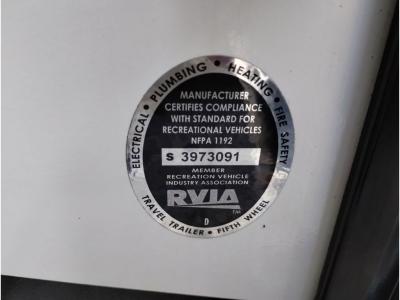 ELECTRICAL • PLUMBING • HEATING • FIRE SAFETY
MANUFACTURER
CERTIFIES COMPLIANCE
WITH STANDARD FOR
RECREATIONAL VEHICLES
NFPA 1192
S 3973091
MEMBER
RECREATION VEHICLE
INDUSTRY ASSOCIATION
RVIA
TM
D
TRAVEL TRAILER • FIFTH WHEEL